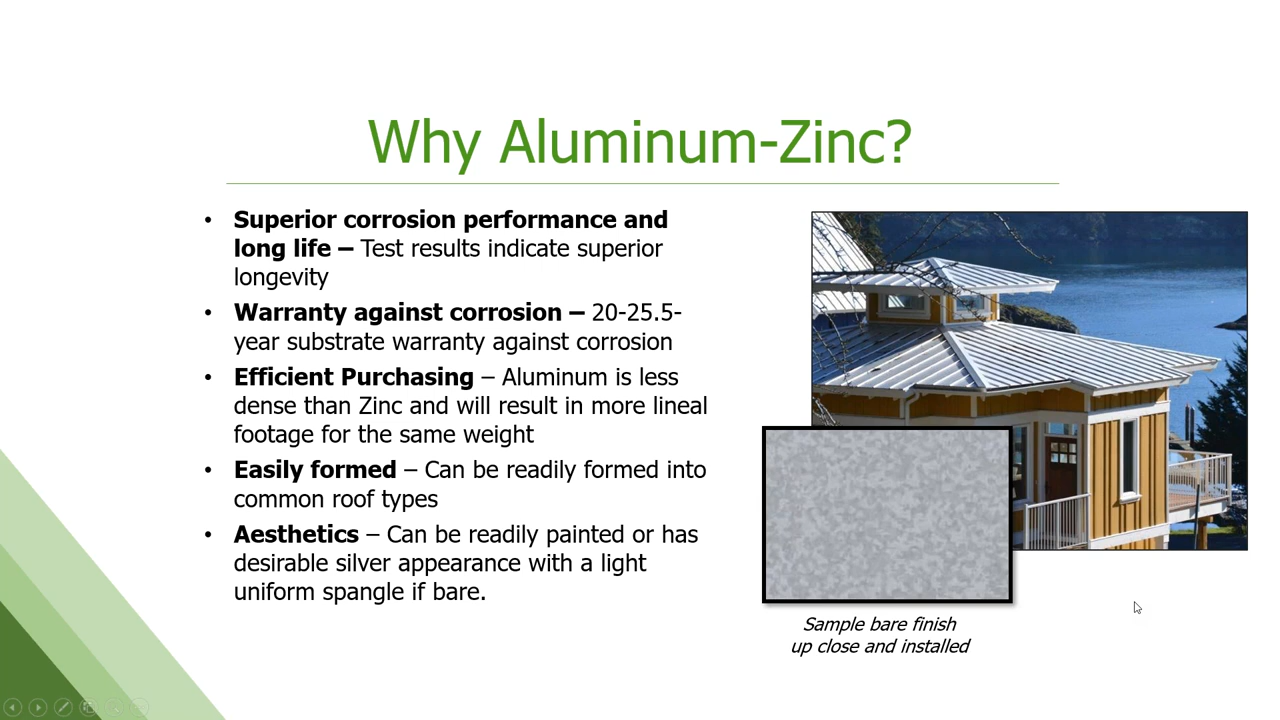 Why Aluminum-Zinc?
• Superior corrosion performance and
long life – Test results indicate superior
longevity
• Warranty against corrosion – 20-25.5-
year substrate warranty against corrosion
• Efficient Purchasing – Aluminum is less
dense than Zinc and will result in more lineal
footage for the same weight
• Easily formed – Can be readily formed into
common roof types
• Aesthetics – Can be readily painted or has
desirable silver appearance with a light
uniform spangle if bare.
Sample bare finish
up close and installed